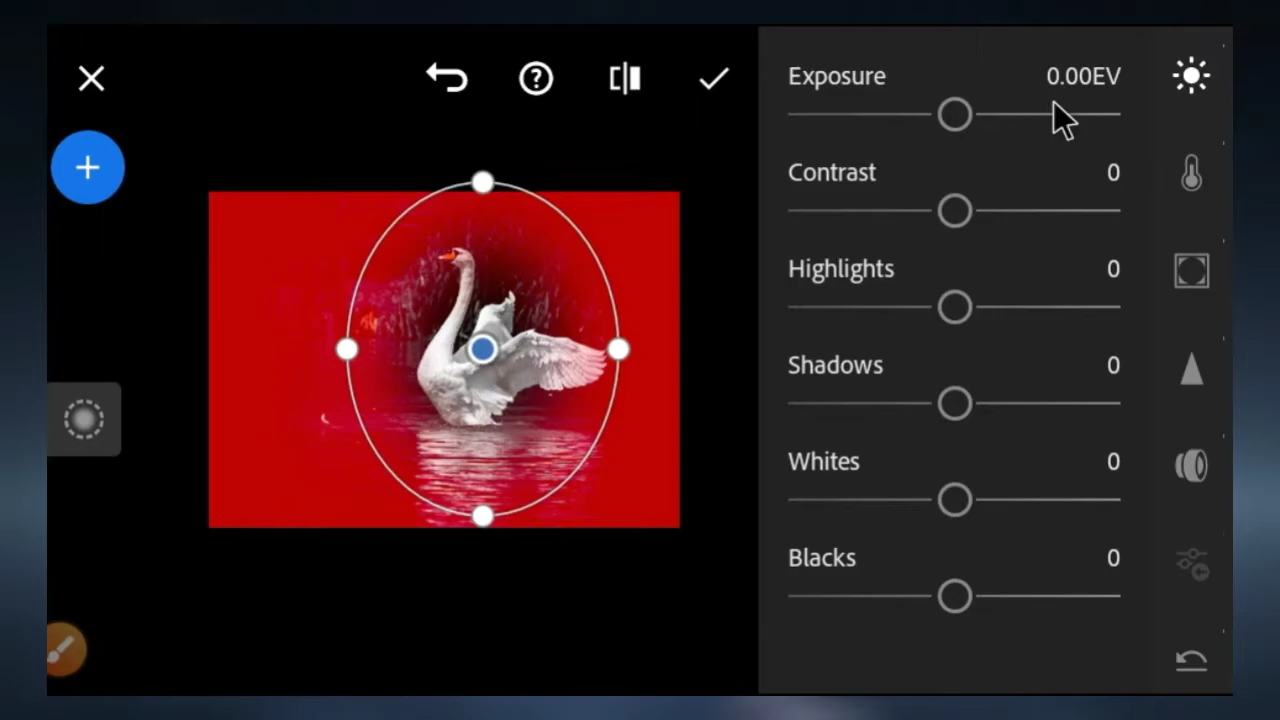 Exposure 0.00EV
Contrast 0
Highlights 0
Shadows 0
Whites 0
Blacks 0